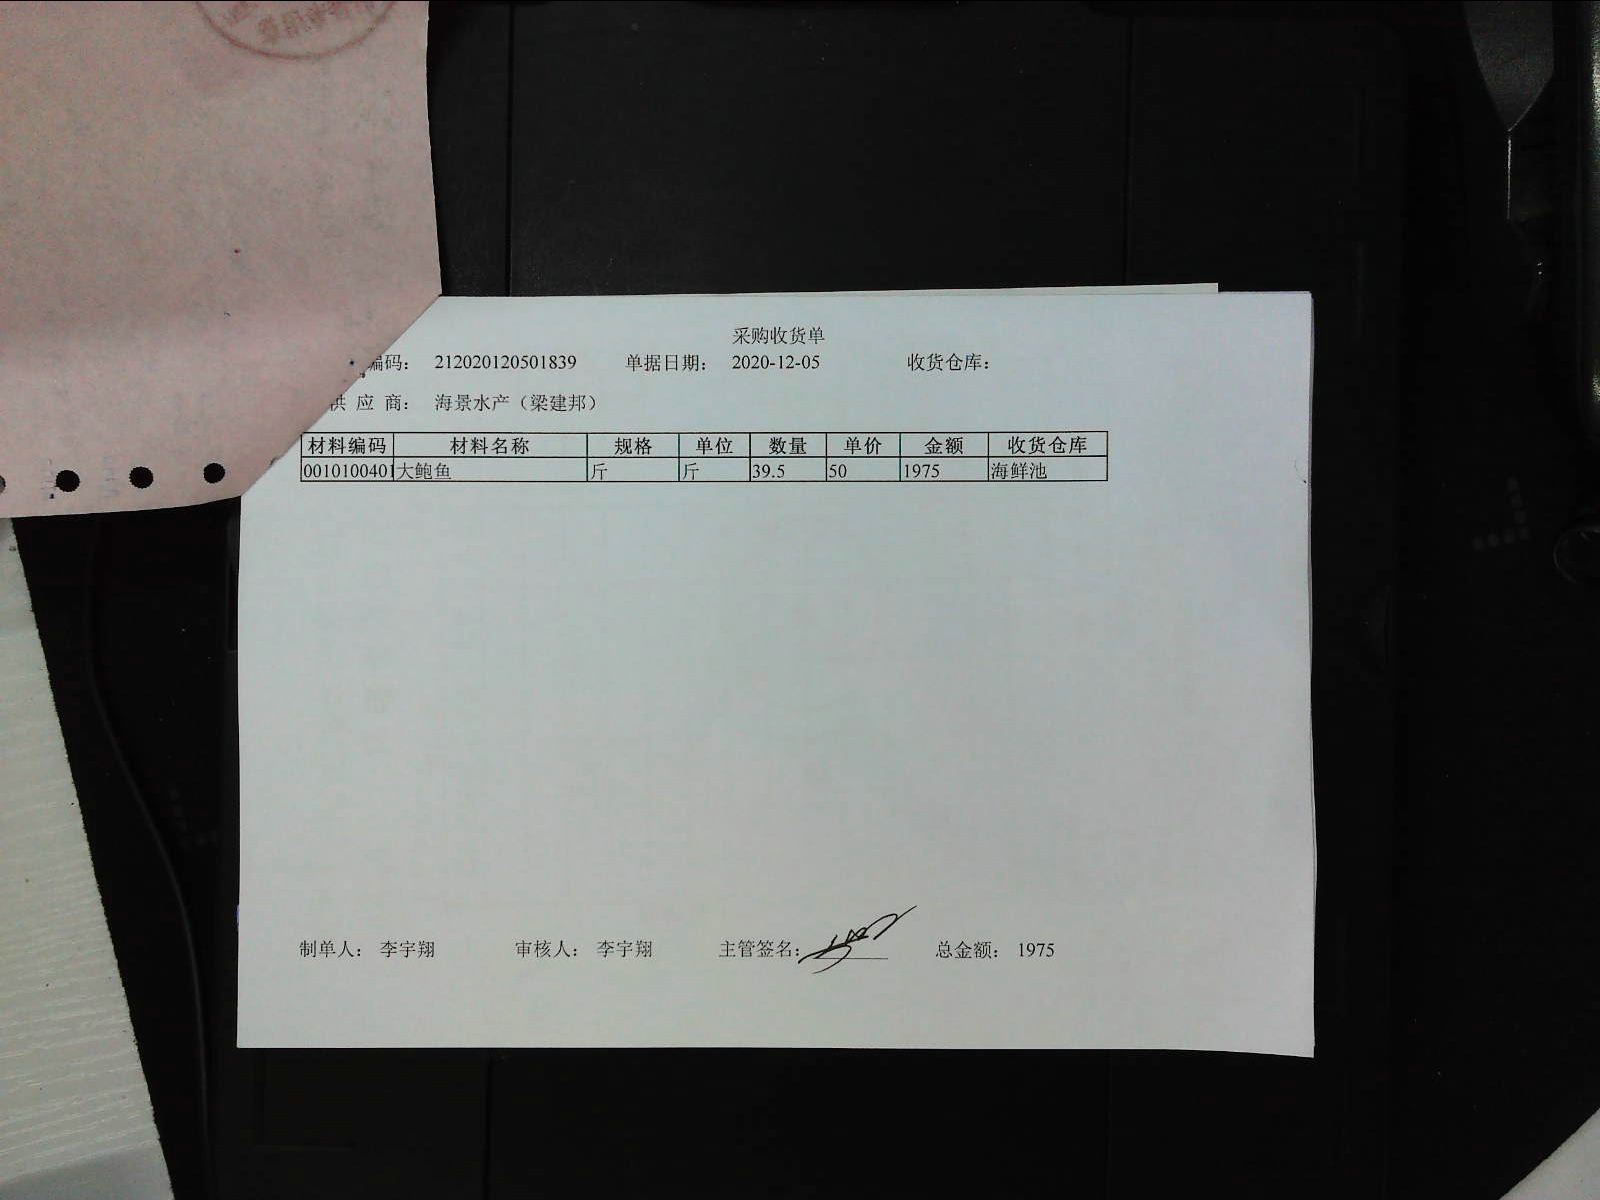 采购收货单
编码： 212020120501839 单据日期： 2020-12-05 收货仓库：
供 应 商： 海景水产（梁建邦）
材料编码 材料名称 规格 单位 数量 单价 金额 收货仓库
0010100401 大鲍鱼 斤 斤 39.5 50 1975 海鲜池
制单人： 李宇翔 审核人： 李宇翔 主管签名： 总金额： 1975